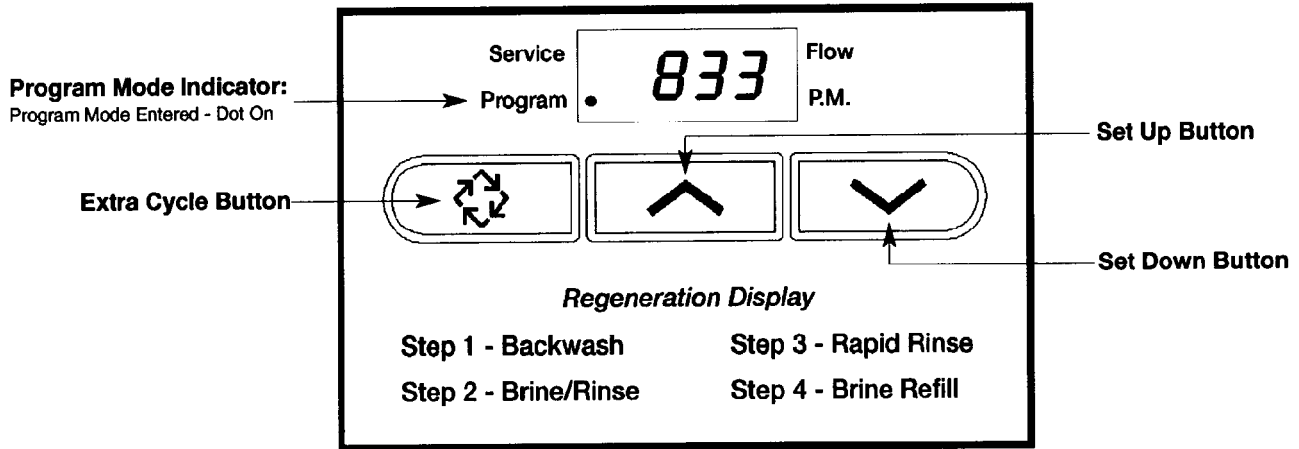 Service
833
Flow
Program Mode Indicator:
Program Mode Entered - Dot On
Program
P.M.
Set Up Button
Extra Cycle Button
Set Down Button
Regeneration Display
Step 1 - Backwash
Step 3 - Rapid Rinse
Step 2 - Brine/Rinse
Step 4 - Brine Refill